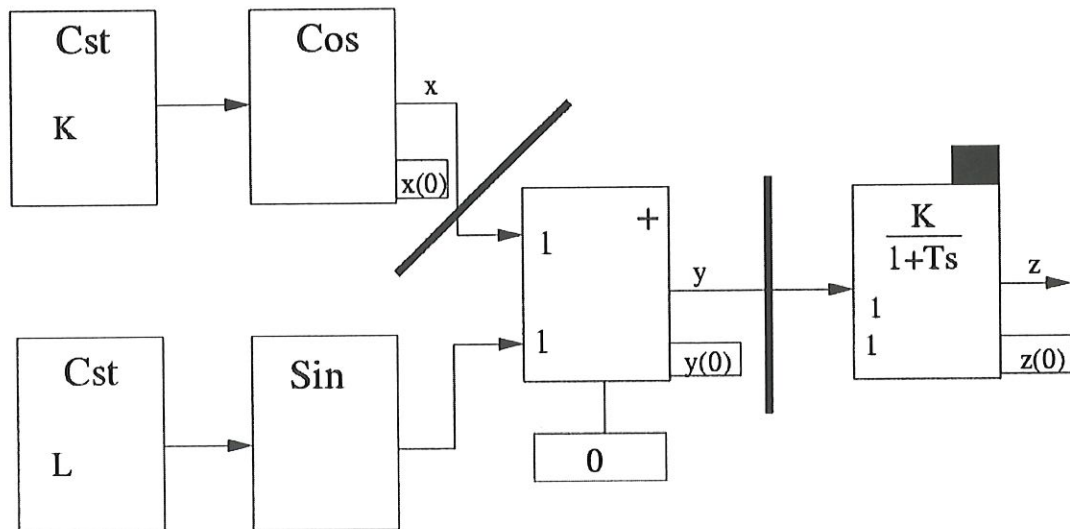 Cst
K
Cos
x
x(0)
Cst
L
Sin
+
1
1
y
y(0)
0
K
1+Ts
1
1
z
z(0)